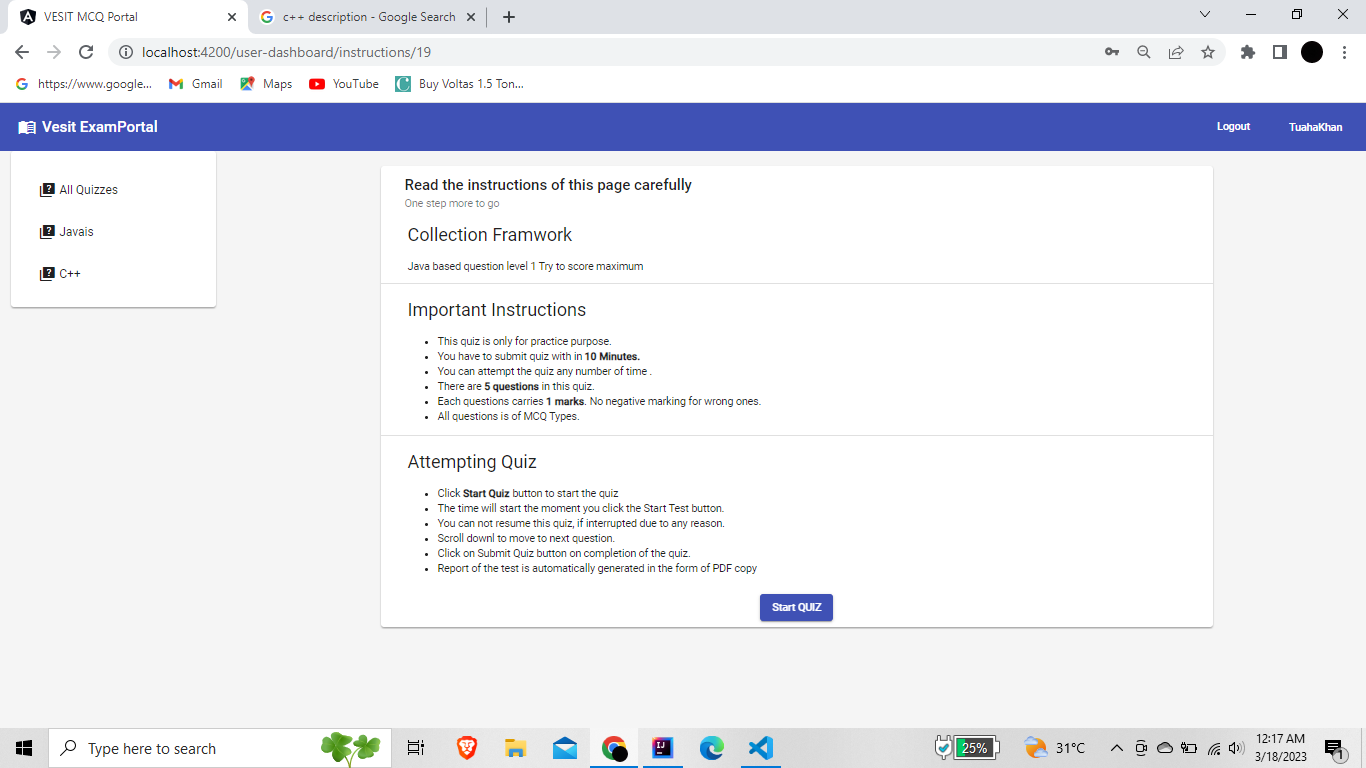 VESIT MCQ Portal
c++ description - Google Search
localhost:4200/user-dashboard/instructions/19
https://www.google...
Gmail
Maps
YouTube
Buy Voltas 1.5 Ton...
Vesit ExamPortal
Logout
TuahaKhan
All Quizzes
Javais
C++
Read the instructions of this page carefully
One step more to go
Collection Framwork
Java based question level 1 Try to score maximum
Important Instructions
This quiz is only for practice purpose.
You have to submit quiz with in 10 Minutes.
You can attempt the quiz any number of time .
There are 5 questions in this quiz.
Each questions carries 1 marks. No negative marking for wrong ones.
All questions is of MCQ Types.
Attempting Quiz
Click Start Quiz button to start the quiz
The time will start the moment you click the Start Test button.
You can not resume this quiz, if interrupted due to any reason.
Scroll downl to move to next question.
Click on Submit Quiz button on completion of the quiz.
Report of the test is automatically generated in the form of PDF copy
Start QUIZ
Type here to search
25%
31°C
12:17 AM
3/18/2023
1